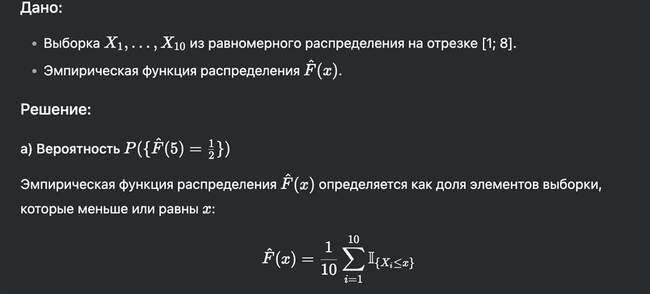 Дано:
• Выборка X₁, …, X₁₀ из равномерного распределения на отрезке [1; 8].
• Эмпирическая функция распределения F̂(x).
Решение:
а) Вероятность P({F̂(5) = 1/2})
Эмпирическая функция распределения F̂(x) определяется как доля элементов выборки,
которые меньше или равны x:
F̂(x) = 1/10 ∑_{i=1}^{10} 𝕀_{X_i≤x}